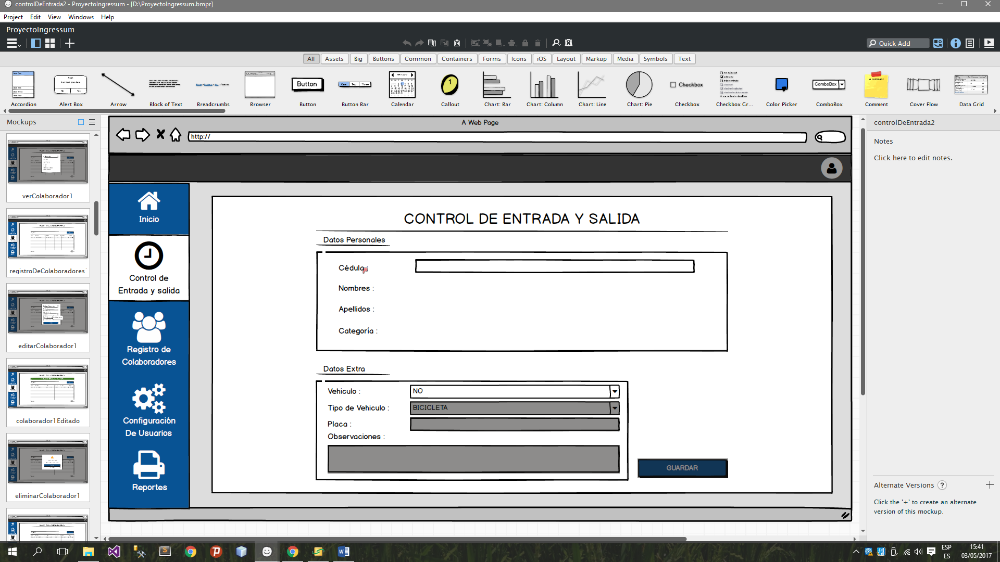 controlDeEntrada2 - ProyectoIngressum - [D:\ProyectoIngressum.bmpr]
Project Edit View Windows Help
ProyectoIngressum
Quick Add
All Assets Big Buttons Common Containers Forms Icons iOS Layout Markup Media Symbols Text
Accordion Alert Box Arrow Block of Text Breadcrumbs Browser Button Button Bar Calendar Callout Chart: Bar Chart: Column Chart: Line Chart: Pie Checkbox Checkbox Gr... Color Picker ComboBox Comment Cover Flow Data Grid
Mockups
verColaborador1
registroDeColaboradores
editarColaborador1
colaborador1Editado
eliminarColaborador1
A Web Page
http://
Inicio
Control de
Entrada y salida
Registro de
Colaboradores
Configuración
De Usuarios
Reportes
CONTROL DE ENTRADA Y SALIDA
Datos Personales
Cédula :
Nombres :
Apellidos :
Categoría :
Datos Extra
Vehiculo : NO
Tipo de Vehiculo : BICICLETA
Placa :
Observaciones :
GUARDAR
controlDeEntrada2
Notes
Click here to edit notes.
Alternate Versions ?
Click the '+' to create an alternate
version of this mockup.
ESP
ES
15:41
03/05/2017